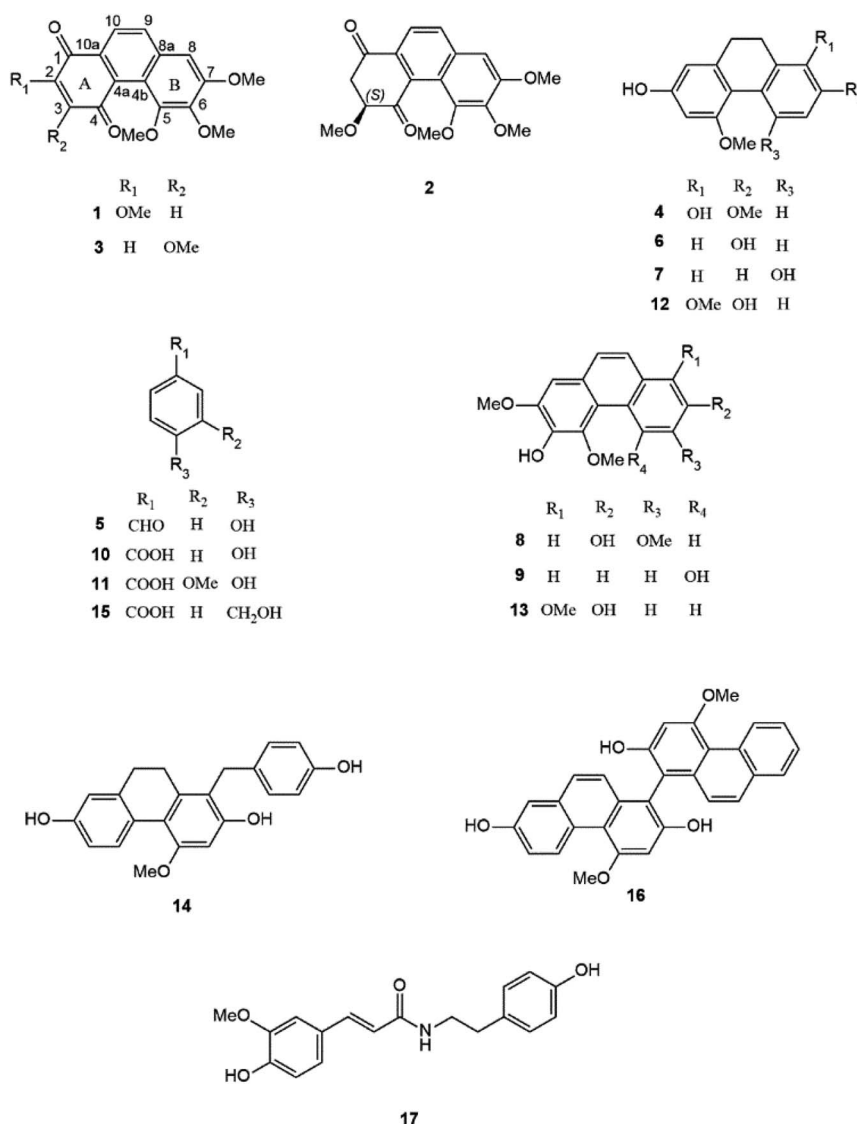 O 10 9
10a 8a 8
1 7
R1 2 A B OMe
3 4a 4b 6
4 5
R2 O MeO OMe
R1 R2
1 OMe H
3 H OMe
O
(S) OMe
MeO O MeO OMe
2
R1
HO R2
OMe R3
R1 R2 R3
4 OH OMe H
6 H OH H
7 H H OH
12 OMe OH H
R1
R2
R3
R1 R2 R3
5 CHO H OH
10 COOH H OH
11 COOH OMe OH
15 COOH H CH2OH
R1
MeO R2
HO OMe R4 R3
R1 R2 R3 R4
8 H OH OMe H
9 H H H OH
13 OMe OH H H
OH
HO OH
MeO
14
OMe
HO
HO OH
MeO
16
OH
O
MeO N
H
HO
17